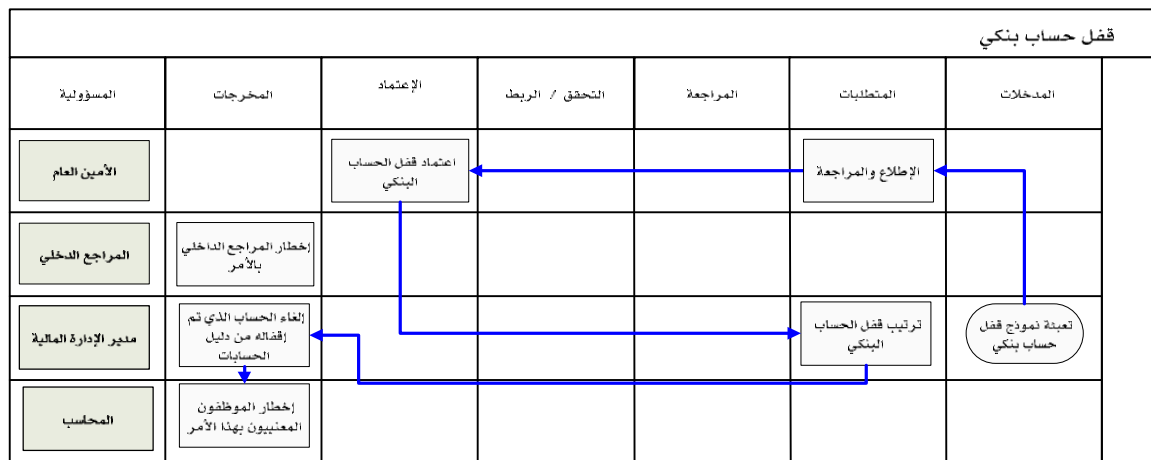 قفل حساب بنكي
المدخلات
المتطلبات
المراجعة
التحقق / الربط
الإعتماد
المخرجات
المسؤولية
الإطلاع والمراجعة
اعتماد قفل الحساب
البنكي
الأمين العام
إخطار المراجع الداخلي
بالأمر
المراجع الدخلي
تعبئة نموذج قفل
حساب بنكي
ترتيب قفل الحساب
البنكي
إلغاء الحساب الذي تم
إقفاله من دليل
الحسابات
مدير الإدارة المالية
إخطار الموظفون
المعنييون بهذا الأمر
المحاسب